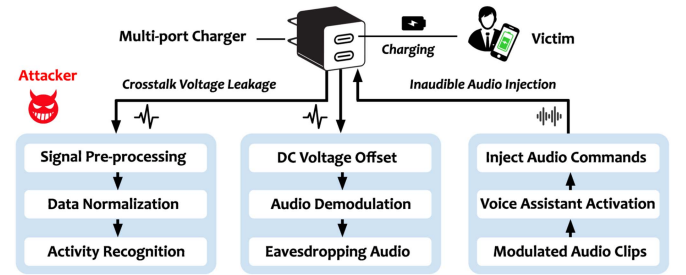 Multi-port Charger
Charging
Victim
Attacker
Crosstalk Voltage Leakage
Inaudible Audio Injection
Signal Pre-processing
Data Normalization
Activity Recognition
DC Voltage Offset
Audio Demodulation
Eavesdropping Audio
Inject Audio Commands
Voice Assistant Activation
Modulated Audio Clips